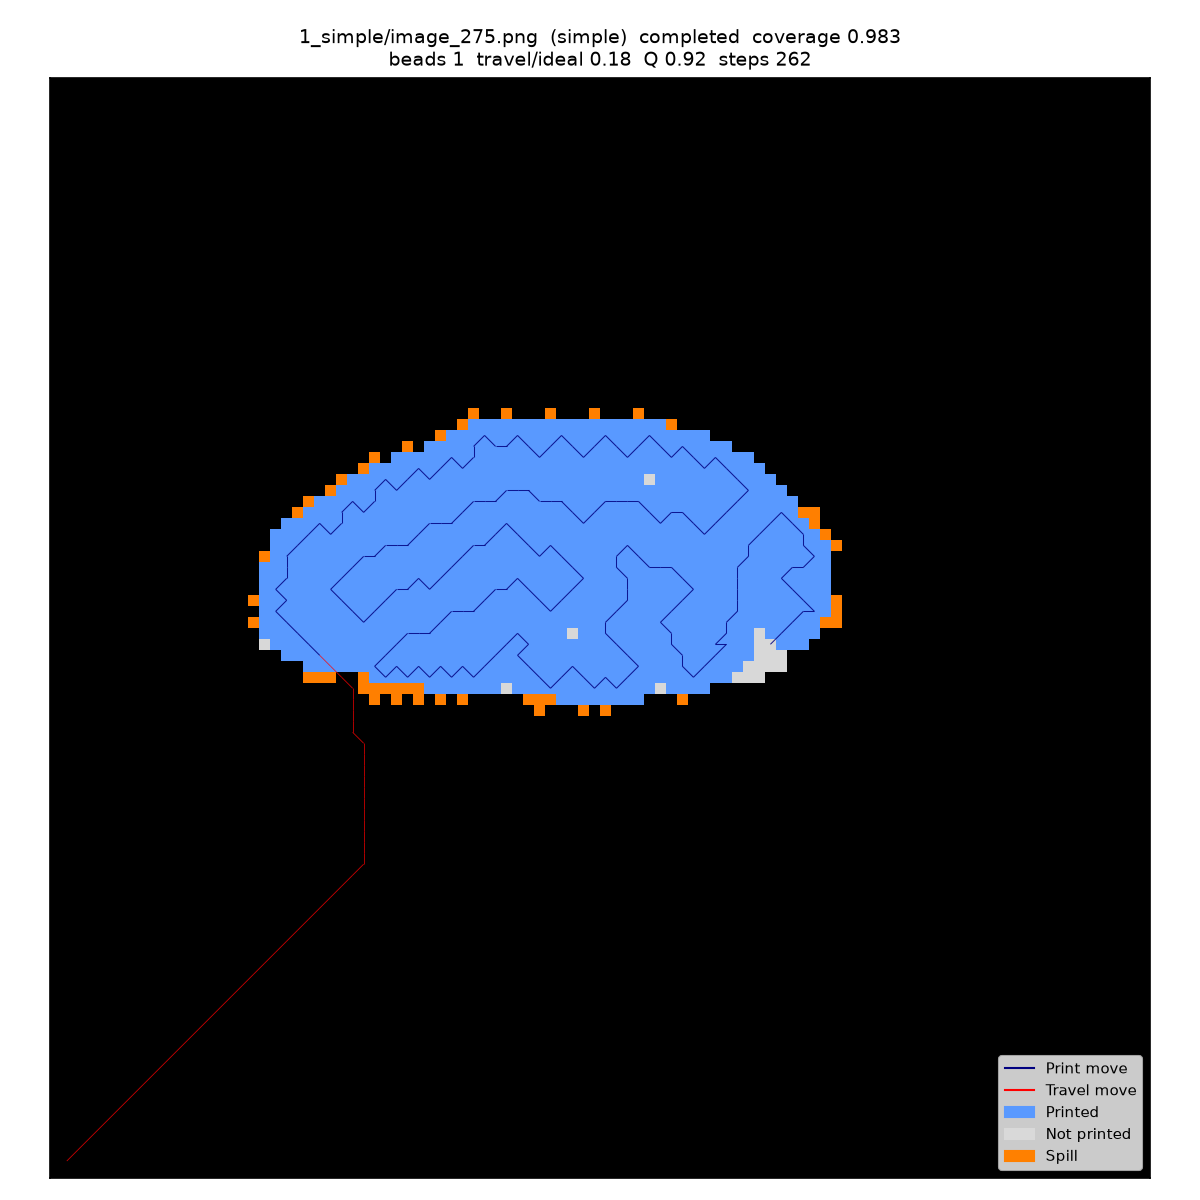 1_simple/image_275.png  (simple)  completed  coverage 0.983
beads 1  travel/ideal 0.18  Q 0.92  steps 262
Print move
Travel move
Printed
Not printed
Spill